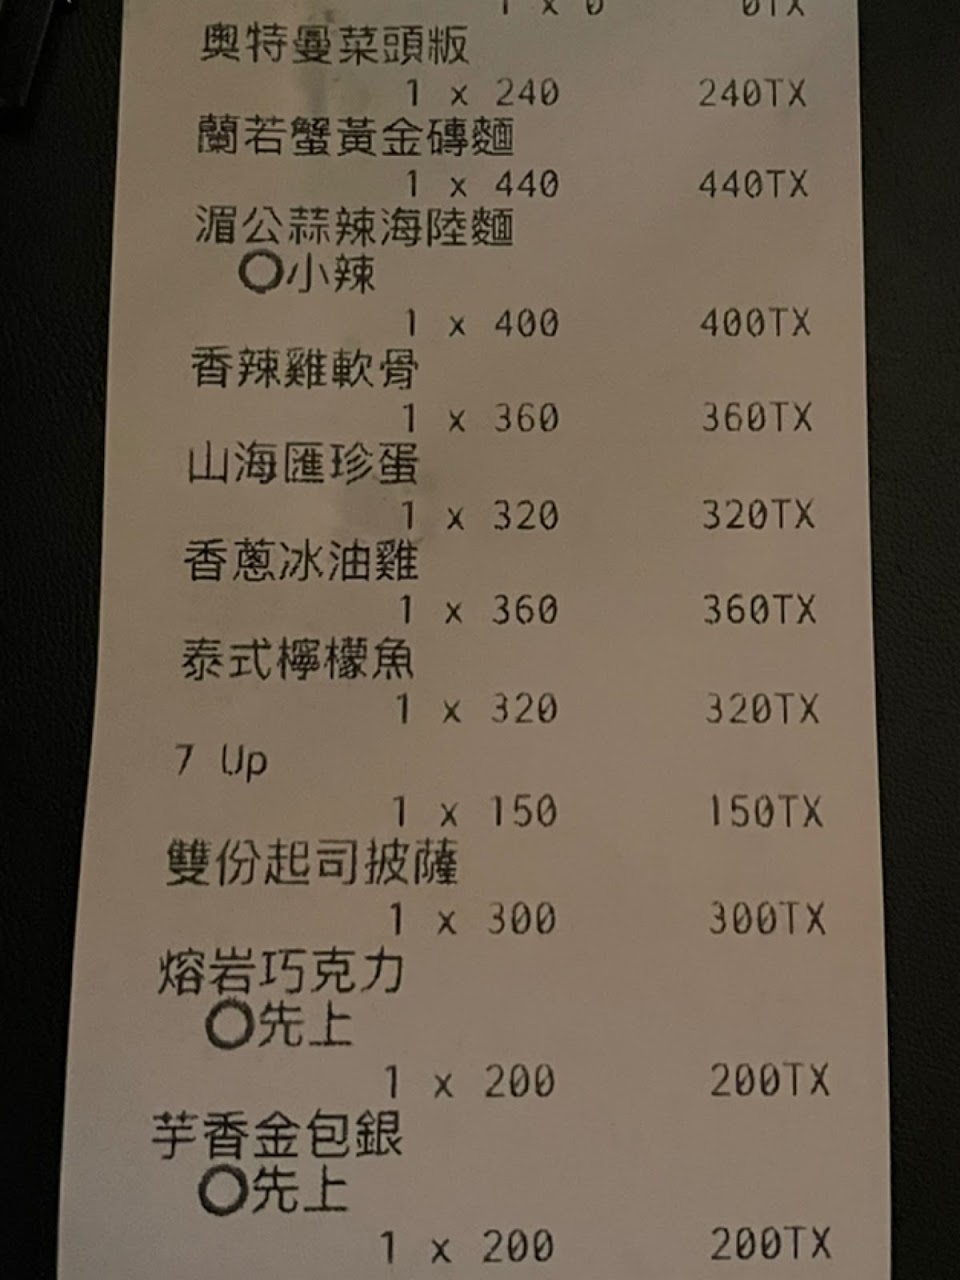 1 x 0 0TX
奧特曼菜頭粄
1 x 240 240TX
蘭若蟹黃金磚麵
1 x 440 440TX
湄公蒜辣海陸麵
○小辣
1 x 400 400TX
香辣雞軟骨
1 x 360 360TX
山海匯珍蛋
1 x 320 320TX
香蔥冰油雞
1 x 360 360TX
泰式檸檬魚
1 x 320 320TX
7 Up
1 x 150 150TX
雙份起司披薩
1 x 300 300TX
熔岩巧克力
○先上
1 x 200 200TX
芋香金包銀
○先上
1 x 200 200TX